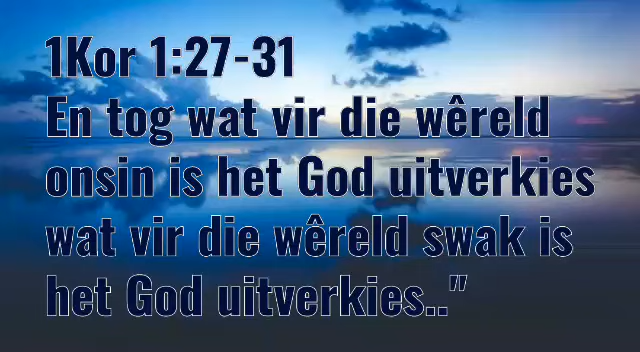 1Kor 1:27-31
En tog wat vir die wêreld
onsin is het God uitverkies
wat vir die wêreld swak is
het God uitverkies.."